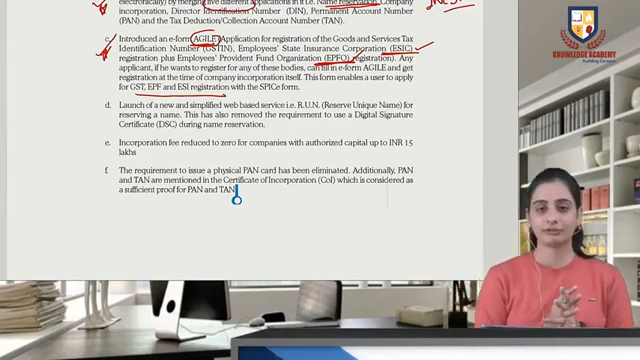 electronically) by merging five different applications in it i.e. Name reservation, Company
incorporation, Director Identification Number (DIN), Permanent Account Number
(PAN) and the Tax Deduction/Collection Account Number (TAN).
c. Introduced an e-form AGILE(Application for registration of the Goods and Services Tax
Identification Number (GSTIN), Employees' State Insurance Corporation (ESIC)
registration plus Employees' Provident Fund Organization (EPFO) registration). Any
applicant, if he wants to register for any of these bodies, can fill in e-form AGILE and get
registration at the time of company incorporation itself. This form enables a user to apply
for GST, EPF and ESI registration with the SPICe form.
d. Launch of a new and simplified web based service i.e. R.U.N. (Reserve Unique Name) for
reserving a name. This has also removed the requirement to use a Digital Signature
Certificate (DSC) during name reservation.
e. Incorporation fee reduced to zero for companies with authorized capital up to INR 15
lakhs
f. The requirement to issue a physical PAN card has been eliminated. Additionally, PAN
and TAN are mentioned in the Certificate of Incorporation (CoI) which is considered as
a sufficient proof for PAN and TAN
KNOWLEDGE ACADEMY